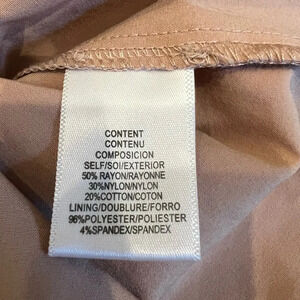 CONTENT
CONTENU
COMPOSICION
SELF/SOI/EXTERIOR
50% RAYON/RAYONNE
30%NYLON/NYLON
20%COTTON/COTON
LINING/DOUBLURE/FORRO
96%POLYESTER/POLIESTER
4%SPANDEX/SPANDEX